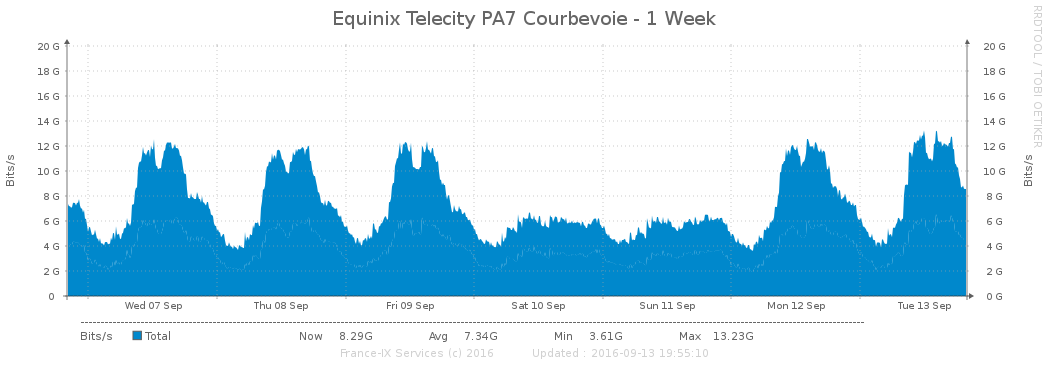 Equinix Telecity PA7 Courbevoie - 1 Week
RRDTOOL / TOBI OETIKER
Bits/s
20 G 20 G
18 G 18 G
16 G 16 G
14 G 14 G
12 G 12 G
10 G 10 G
8 G 8 G
6 G 6 G
4 G 4 G
2 G 2 G
0 0 G
Bits/s
Wed 07 Sep Thu 08 Sep Fri 09 Sep Sat 10 Sep Sun 11 Sep Mon 12 Sep Tue 13 Sep
Bits/s Total Now 8.29G Avg 7.34G Min 3.61G Max 13.23G
France-IX Services (c) 2016 Updated : 2016-09-13 19:55:10